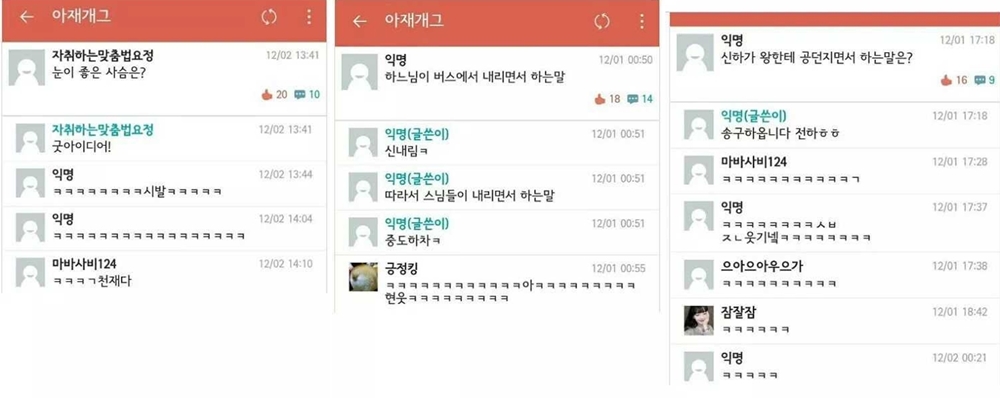 아재개그
자취하는맞춤법요정
12/02 13:41
눈이 좋은 사슴은?
20
10
자취하는맞춤법요정
12/02 13:41
굿아이디어!
익명
12/02 13:44
ㅋㅋㅋㅋㅋㅋㅋㅋㅋ시발ㅋㅋㅋㅋㅋ
익명
12/02 14:04
ㅋㅋㅋㅋㅋㅋㅋㅋㅋㅋㅋㅋㅋㅋㅋㅋㅋㅋㅋ
마바사비124
12/02 14:10
ㅋㅋㅋㄱ천재다
아재개그
익명
12/01 00:50
하느님이 버스에서 내리면서 하는말
18
14
익명(글쓴이)
12/01 00:51
신내림ㅋ
익명(글쓴이)
12/01 00:51
따라서 스님들이 내리면서 하는말
익명(글쓴이)
12/01 00:51
중도하차ㅋ
긍정킹
12/01 00:55
ㅋㅋㅋㅋㅋㅋㅋㅋㅋㅋㅋㅋㅋ아ㅋㅋㅋㅋㅋㅋㅋㅋㅋ
현웃ㅋㅋㅋㅋㅋㅋㅋㅋㅋ
익명
12/01 17:18
신하가 왕한테 공던지면서 하는말은?
16
9
익명(글쓴이)
12/01 17:18
송구하옵니다 전하ㅎㅎ
마바사비124
12/01 17:28
ㅋㅋㅋㅋㅋㅋㅋㅋㅋㅋㅋㅋㄱ
익명
12/01 17:37
ㅋㅋㅋㅋㅋㅋㅋㅋㅋㅅㅂ
ㅈㄴ웃기넼ㅋㅋㅋㅋㅋㅋㅋㅋ
으아으아우으가
12/01 17:38
ㅋㅋㅋㅋㅋㅋㅋㅋㅋㅋ
잠잘잠
12/01 18:42
ㅋㅋㅋㅋㅋㅋ
익명
12/02 00:21
ㅋㅋㅋㅋㅋ